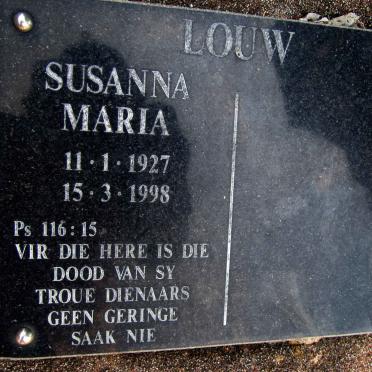 LOUW
SUSANNA
MARIA
11·1·1927
15·3·1998
Ps 116:15
VIR DIE HERE IS DIE
DOOD VAN SY
TROUE DIENAARS
GEEN GERINGE
SAAK NIE